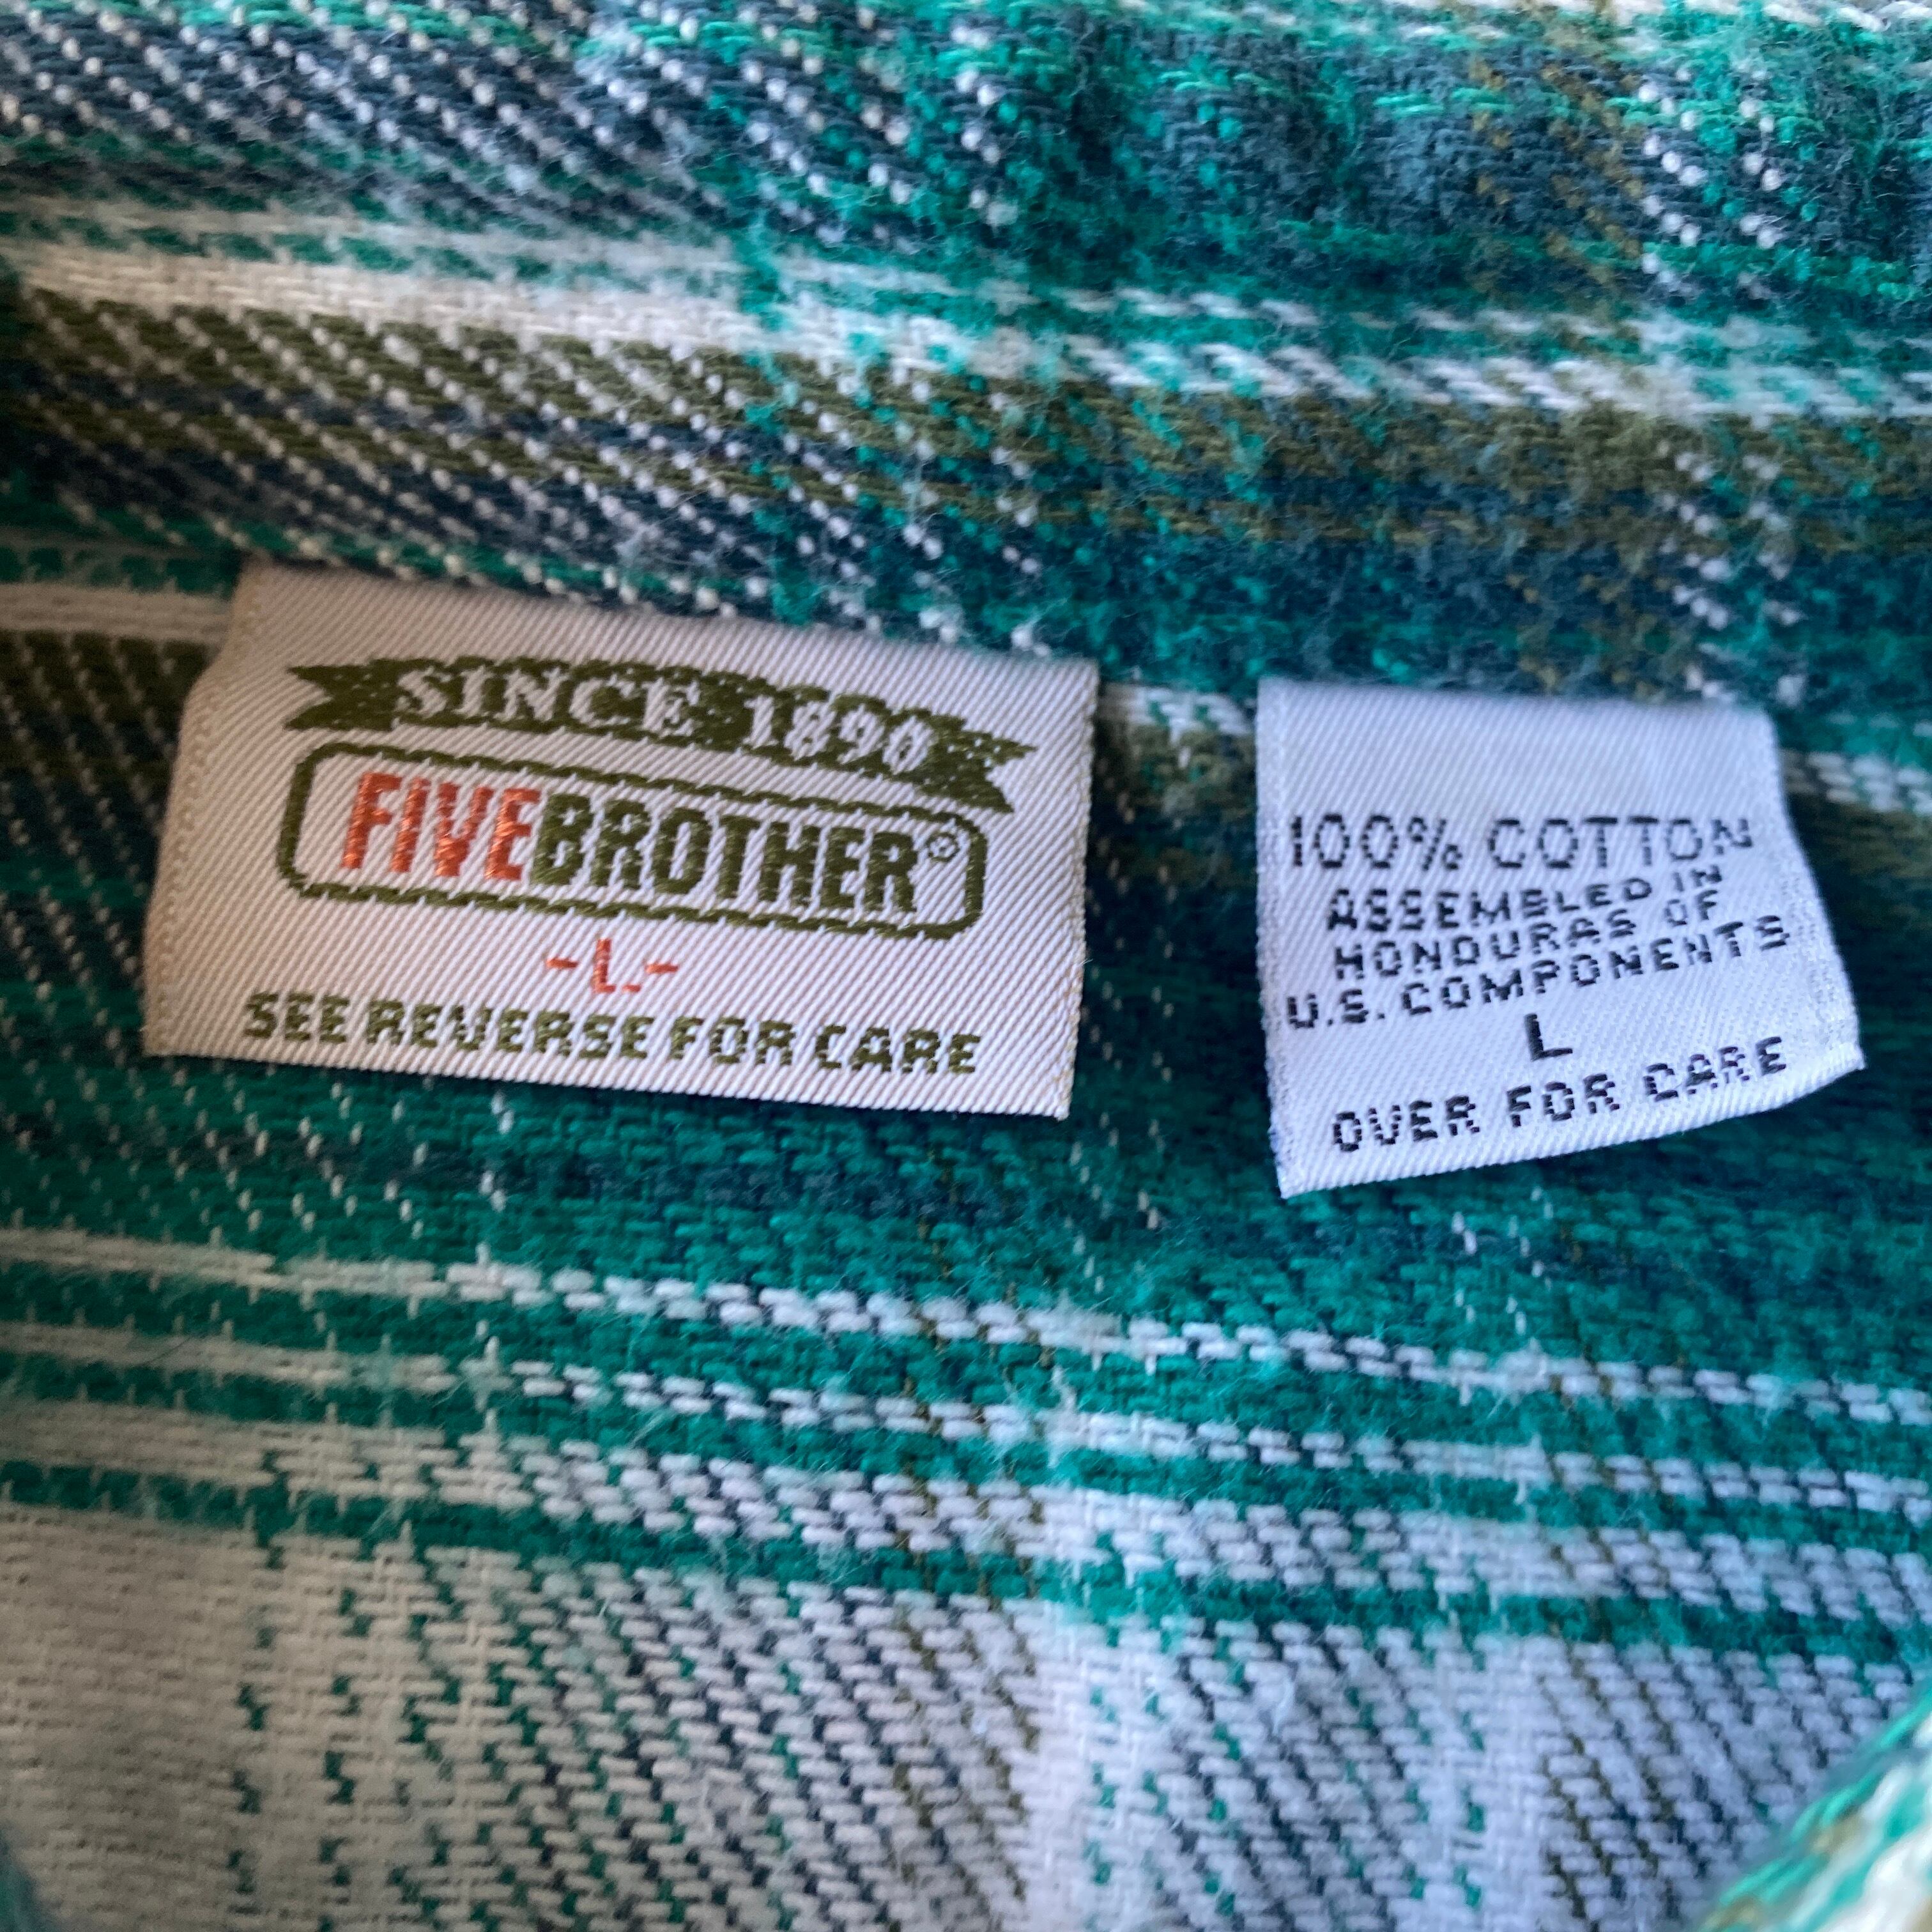 SINCE 1890
FIVEBROTHER®
-L-
SEE REVERSE FOR CARE
100% COTTON
ASSEMBLED IN
HONDURAS OF
U.S. COMPONENTS
L
OVER FOR CARE